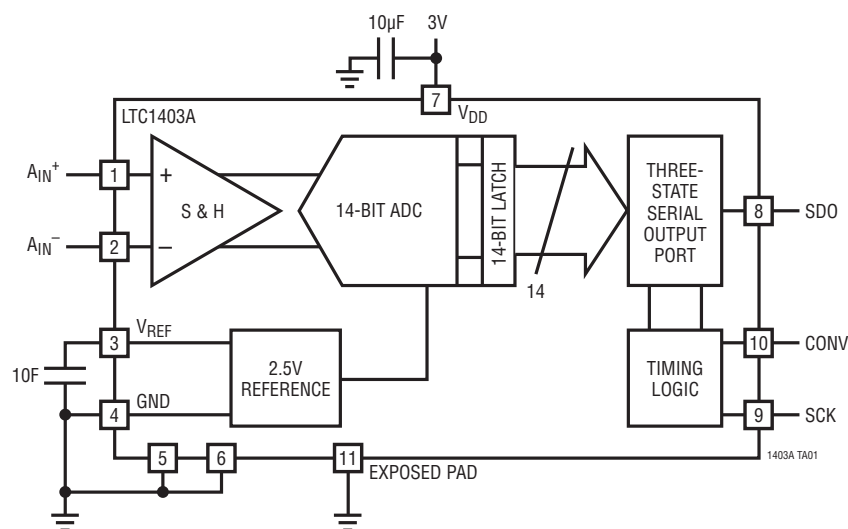 10µF 3V
7
LTC1403A
VDD
AIN+
1
+
S & H
14-BIT ADC
14-BIT LATCH
14
THREE-
STATE
SERIAL
OUTPUT
PORT
8
SDO
AIN–
2
–
3
VREF
10F
2.5V
REFERENCE
4
GND
TIMING
LOGIC
10
CONV
9
SCK
5
6
11
EXPOSED PAD
1403A TA01